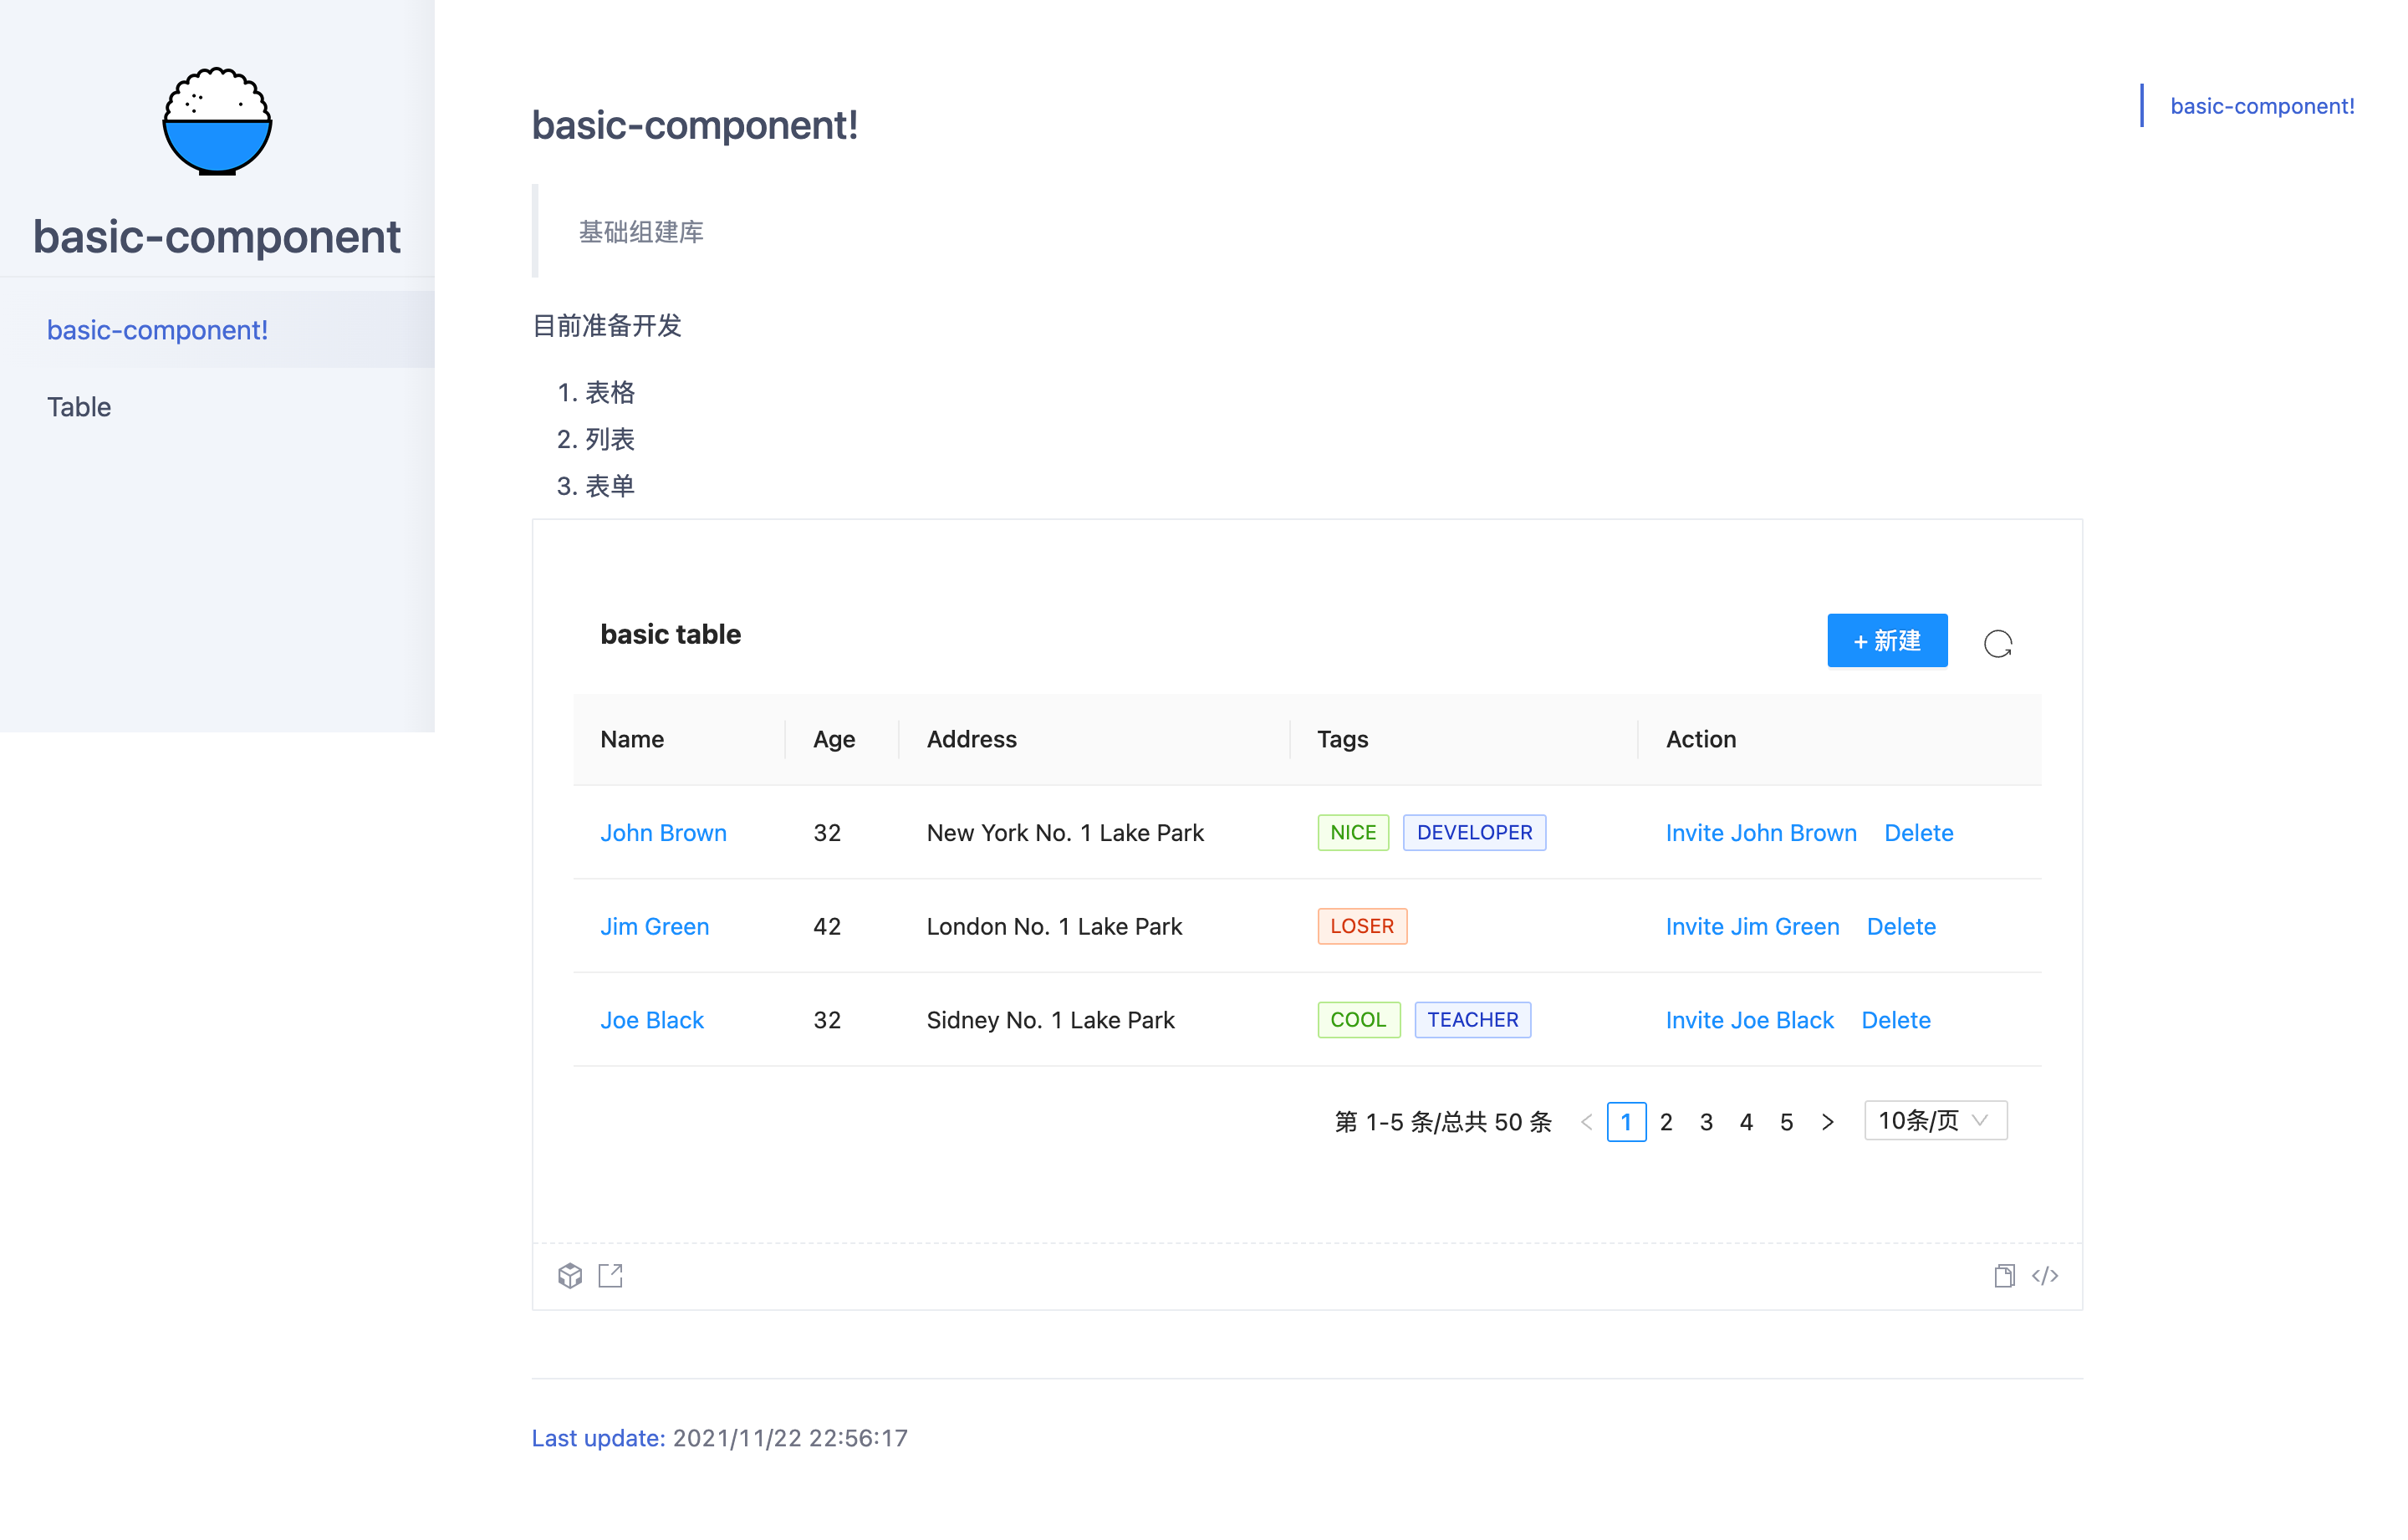 basic-component
basic-component!
Table
basic-component!
基础组建库
目前准备开发
1. 表格
2. 列表
3. 表单
basic table
+ 新建
Name Age Address Tags Action
John Brown 32 New York No. 1 Lake Park NICE DEVELOPER Invite John Brown Delete
Jim Green 42 London No. 1 Lake Park LOSER Invite Jim Green Delete
Joe Black 32 Sidney No. 1 Lake Park COOL TEACHER Invite Joe Black Delete
第 1-5 条/总共 50 条 < 1 2 3 4 5 > 10条/页
Last update: 2021/11/22 22:56:17
basic-component!